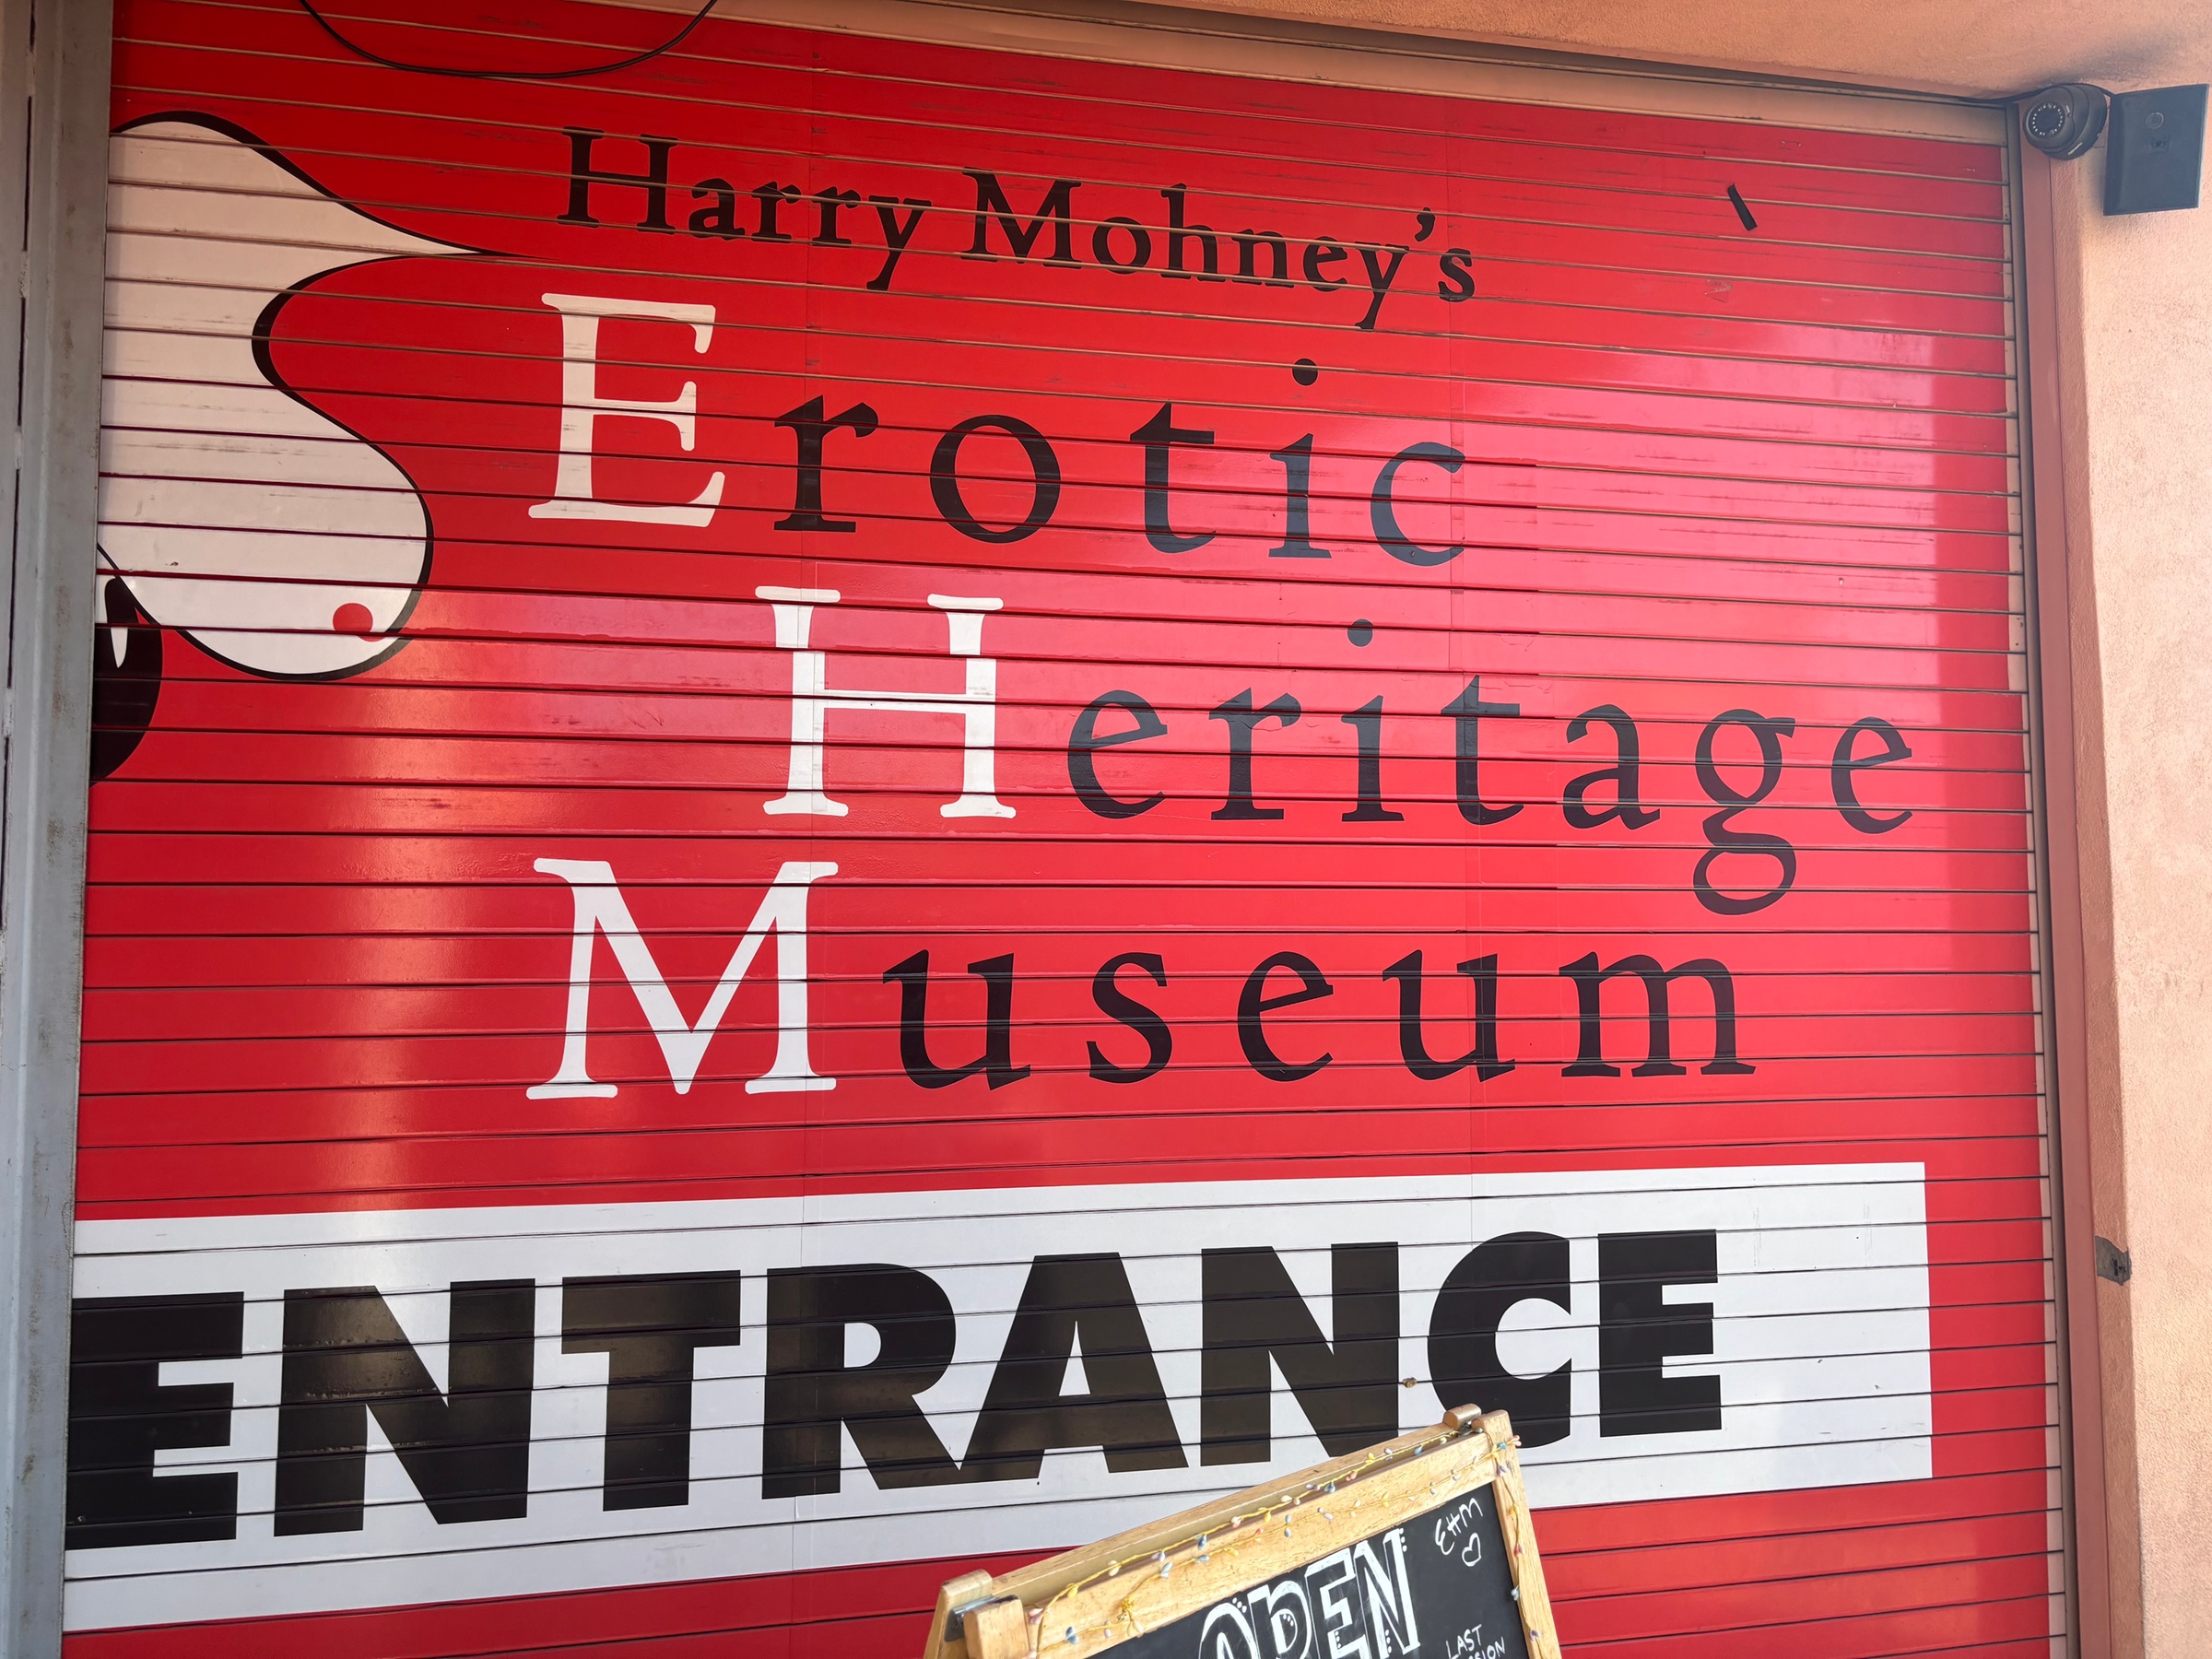 Harry Mohney's
Erotic
Heritage
Museum
ENTRANCE
EHM
OPEN
LAST